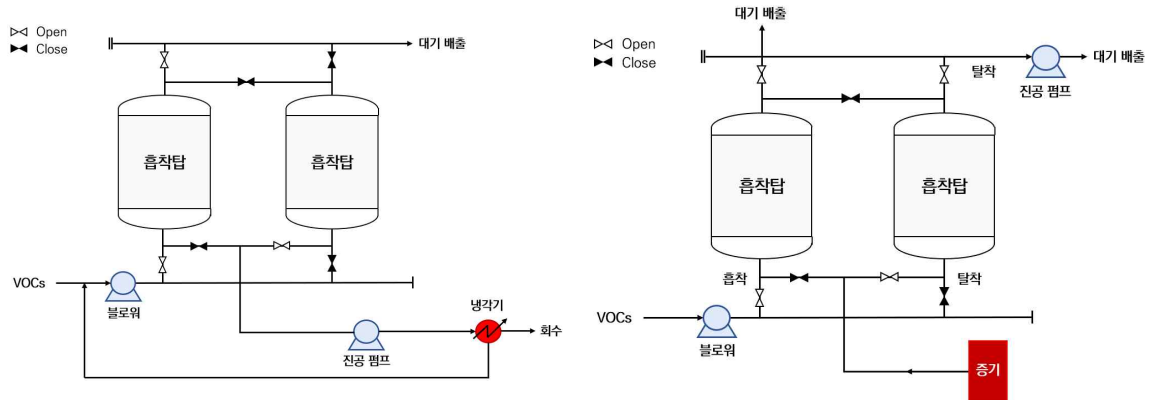 Open
Close
대기 배출
흡착탑
흡착탑
VOCs
블로워
냉각기
회수
진공 펌프
대기 배출
Open
Close
탈착
대기 배출
진공 펌프
흡착탑
흡착탑
흡착
탈착
VOCs
블로워
증기